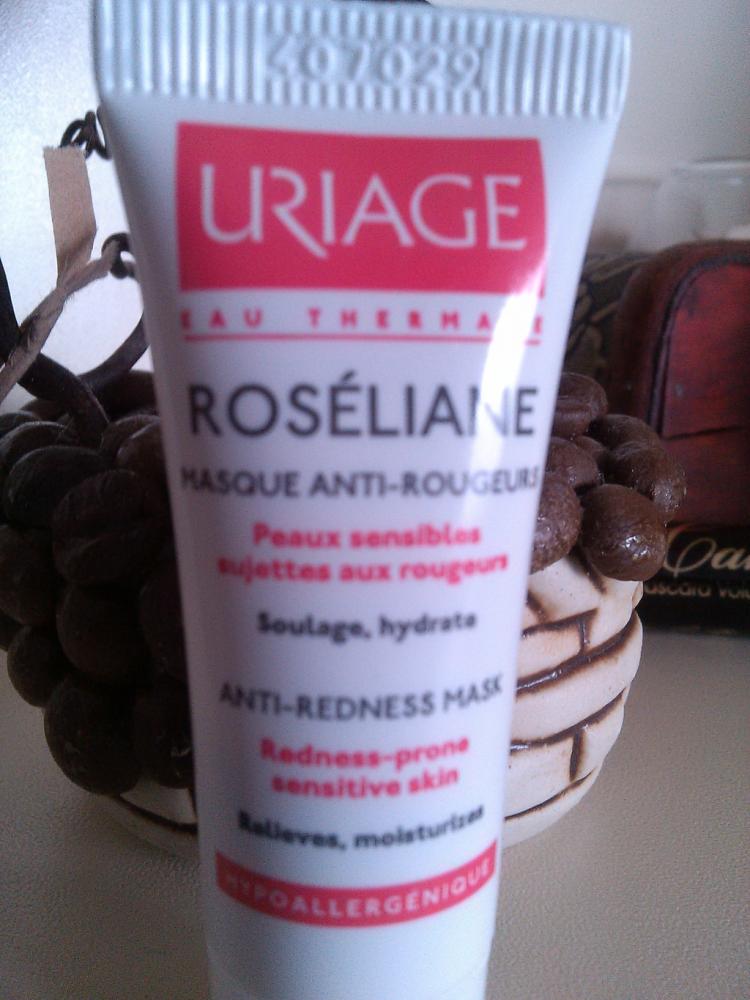 407029
URIAGE
EAU THERMALE
ROSÉLIANE
MASQUE ANTI-ROUGEURS
Peaux sensibles
sujettes aux rougeurs
Soulage, hydrate
ANTI-REDNESS MASK
Redness-prone
sensitive skin
Relieves, moisturizes
HYPOALLERGÉNIQUE